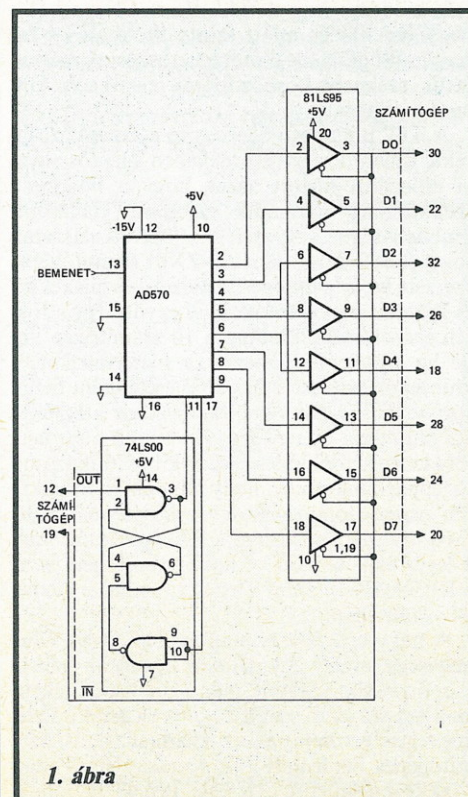 81LS95
+5V
SZÁMÍTÓGÉP
20
2 3 D0 30
+5V
-15V 12 10
4 5 D1 22
BEMENET 13
AD570
2
3
4
5
6
7
8
9
6 7 D2 32
15
8 9 D3 26
14
16
11 17
12 11 D4 18
14 13 D5 28
74LS00
+5V
OUT
12 1 14
2 3
SZÁMÍ
TÓGÉP
19
16 15 D6 24
4
5 6
18 17 D7 20
10 1,19
8 9
10
7
IN
1. ábra